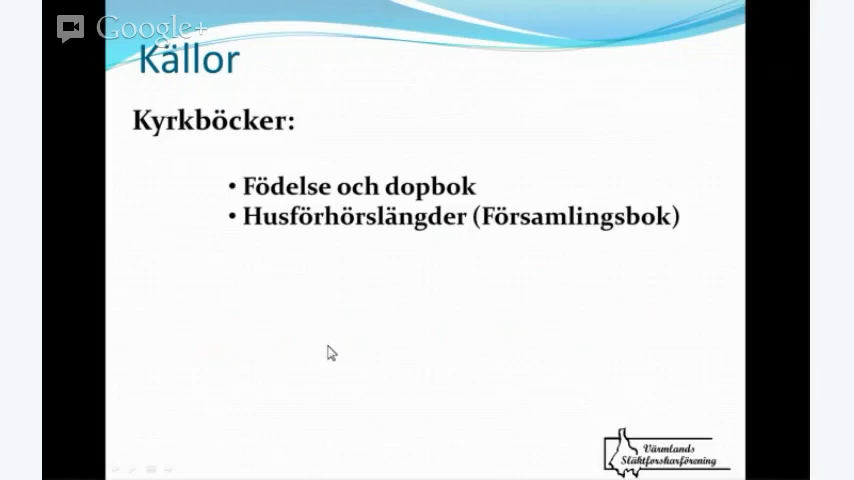 Google+
Källor
Kyrkböcker:
• Födelse och dopbok
• Husförhörslängder (Församlingsbok)
Värmlands
Släktforskarförening